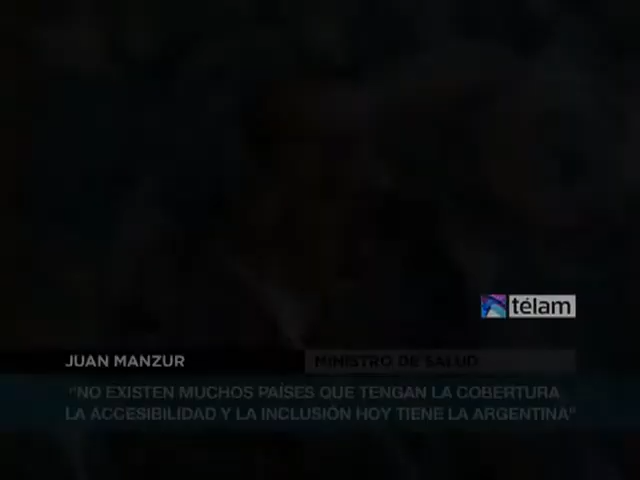 télam
JUAN MANZUR
MINISTRO DE SALUD
"NO EXISTEN MUCHOS PAÍSES QUE TENGAN LA COBERTURA
LA ACCESIBILIDAD Y LA INCLUSIÓN HOY TIENE LA ARGENTINA"